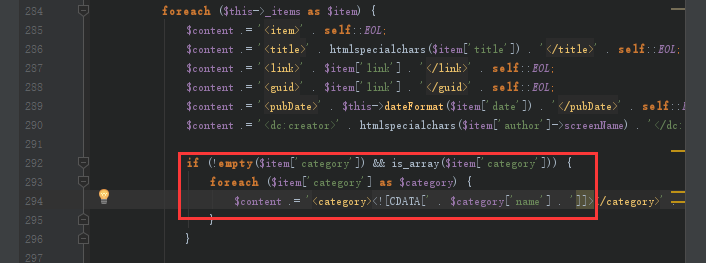 284 foreach ($this->_items as $item) {
285 $content .= '<item>' . self::EOL;
286 $content .= '<title>' . htmlspecialchars($item['title']) . '</title>' . self::EOL;
287 $content .= '<link>' . $item['link'] . '</link>' . self::EOL;
288 $content .= '<guid>' . $item['link'] . '</guid>' . self::EOL;
289 $content .= '<pubDate>' . $this->dateFormat($item['date']) . '</pubDate>' . self::EOL;
290 $content .= '<dc:creator>' . htmlspecialchars($item['author']->screenName) . '</dc:
291
292 if (!empty($item['category']) && is_array($item['category'])) {
293 foreach ($item['category'] as $category) {
294 $content .= '<category><![CDATA[' . $category['name'] . ']]></category>'
295 }
296 }